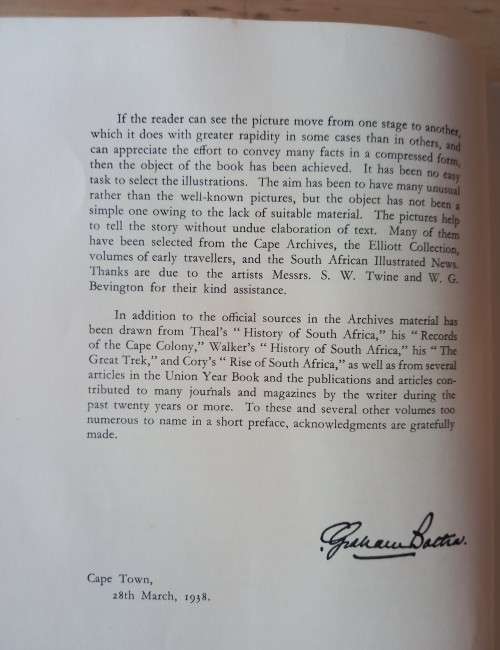 If the reader can see the picture move from one stage to another,
which it does with greater rapidity in some cases than in others, and
can appreciate the effort to convey many facts in a compressed form,
then the object of the book has been achieved. It has been no easy
task to select the illustrations. The aim has been to have many unusual
rather than the well-known pictures, but the object has not been a
simple one owing to the lack of suitable material. The pictures help
to tell the story without undue elaboration of text. Many of them
have been selected from the Cape Archives, the Elliott Collection,
volumes of early travellers, and the South African Illustrated News.
Thanks are due to the artists Messrs. S. W. Twine and W. G.
Bevington for their kind assistance.
In addition to the official sources in the Archives material has
been drawn from Theal's “ History of South Africa,” his “ Records
of the Cape Colony,” Walker's “ History of South Africa,” his “ The
Great Trek,” and Cory's “ Rise of South Africa,” as well as from several
articles in the Union Year Book and the publications and articles con-
tributed to many journals and magazines by the writer during the
past twenty years or more. To these and several other volumes too
numerous to name in a short preface, acknowledgments are gratefully
made.
Graham Botha.
Cape Town,
28th March, 1938.